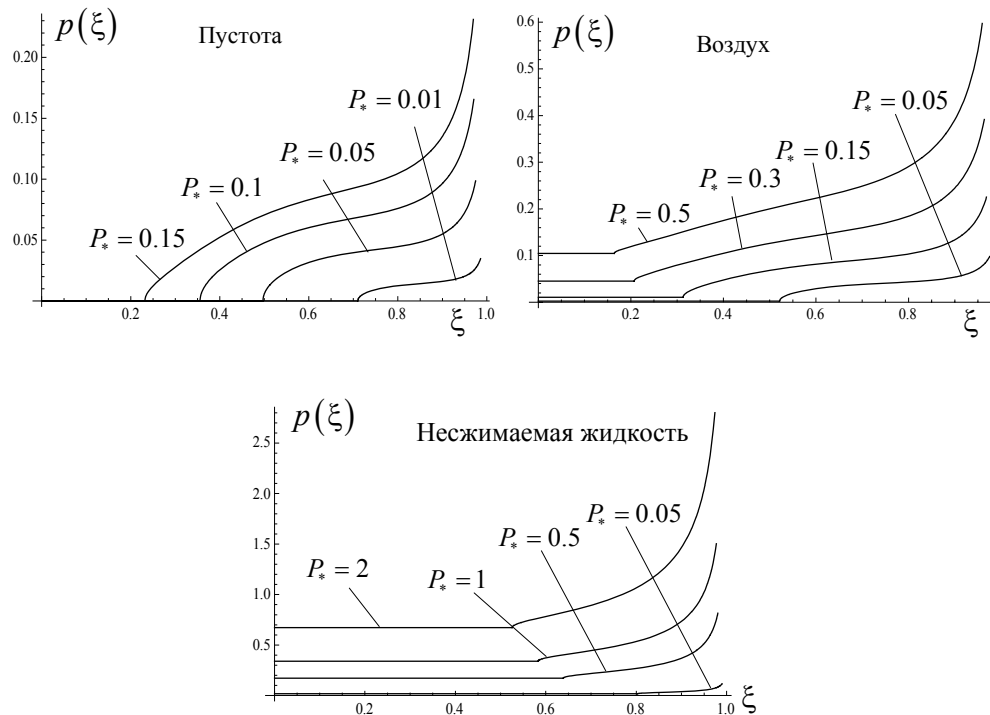 p(ξ)
Пустота
0.20
0.15
0.10
0.05
P* = 0.01
P* = 0.05
P* = 0.1
P* = 0.15
0.2 0.4 0.6 0.8 1.0
ξ
p(ξ)
Воздух
0.6
0.5
0.4
0.3
0.2
0.1
P* = 0.05
P* = 0.15
P* = 0.3
P* = 0.5
0.2 0.4 0.6 0.8
ξ
p(ξ)
Несжимаемая жидкость
2.5
2.0
1.5
1.0
0.5
P* = 0.05
P* = 0.5
P* = 2
P* = 1
0.2 0.4 0.6 0.8 1.0
ξ